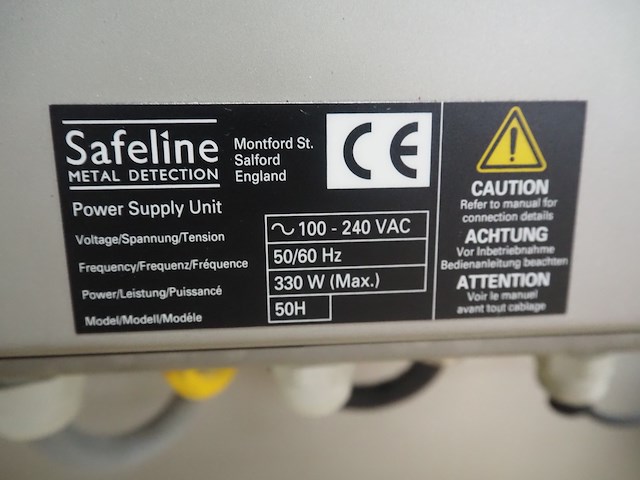 Safeline
METAL DETECTION
Montford St.
Salford
England
CE
Power Supply Unit
Voltage/Spannung/Tension
∼ 100 - 240 VAC
Frequency/Frequenz/Fréquence
50/60 Hz
Power/Leistung/Puissancé
330 W (Max.)
Model/Modell/Modéle
50H
!
CAUTION
Refer to manual for
connection details
ACHTUNG
Vor Inbetriebnahme
Bedienanleitung beachten
ATTENTION
Voir le manuel
avant tout cablage